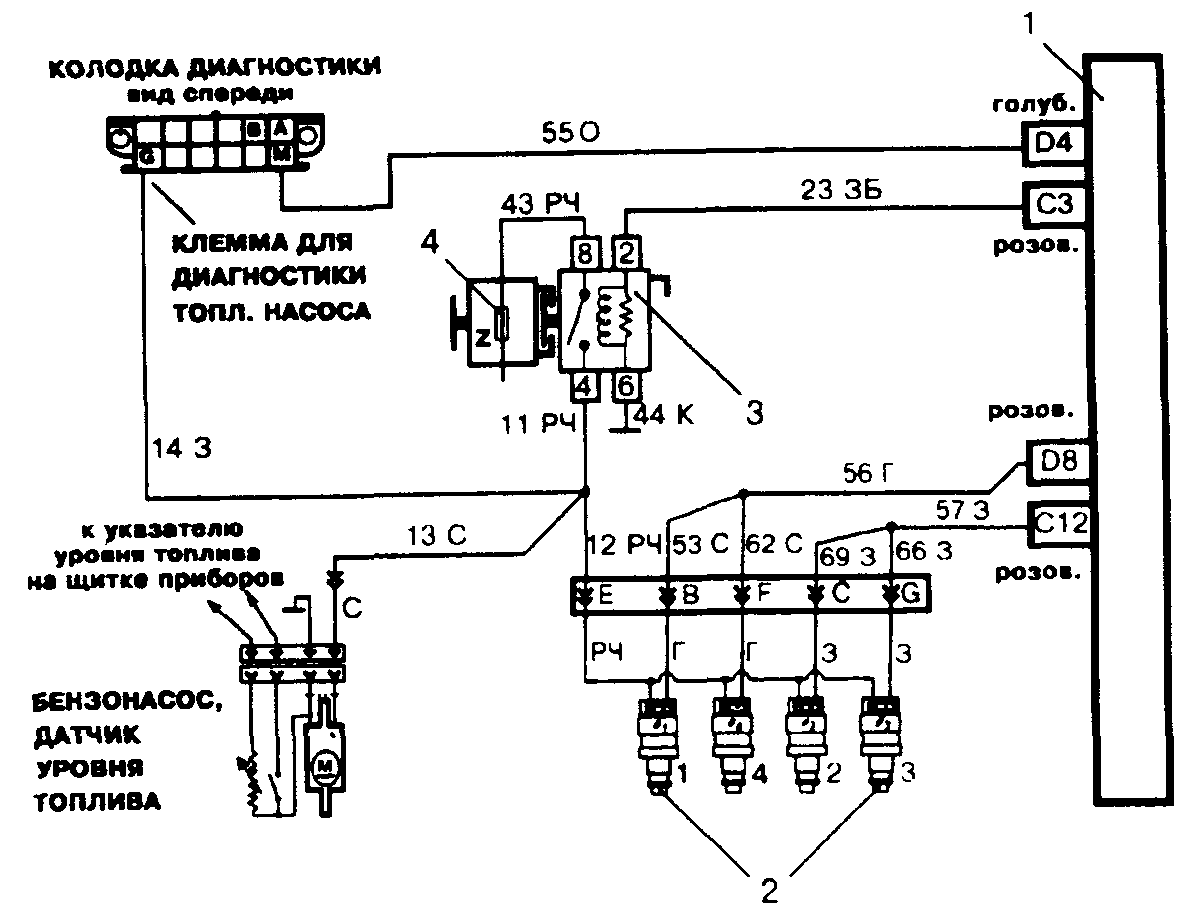 1
КОЛОДКА ДИАГНОСТИКИ
вид спереди
B A
G M
55 О
голуб.
D4
23 ЗБ
C3
розов.
КЛЕММА ДЛЯ
ДИАГНОСТИКИ
ТОПЛ. НАСОСА
43 РЧ
4
8 2
Z
3
4 6
11 РЧ
44 К
14 З
розов.
D8
56 Г
57 З
C12
розов.
к указателю
уровня топлива
на щитке приборов
13 С
С
12 РЧ 53 С 62 С 69 З 66 З
E B F C G
РЧ Г Г З З
БЕНЗОНАСОС,
ДАТЧИК
УРОВНЯ
ТОПЛИВА
М
1 4 2 3
2